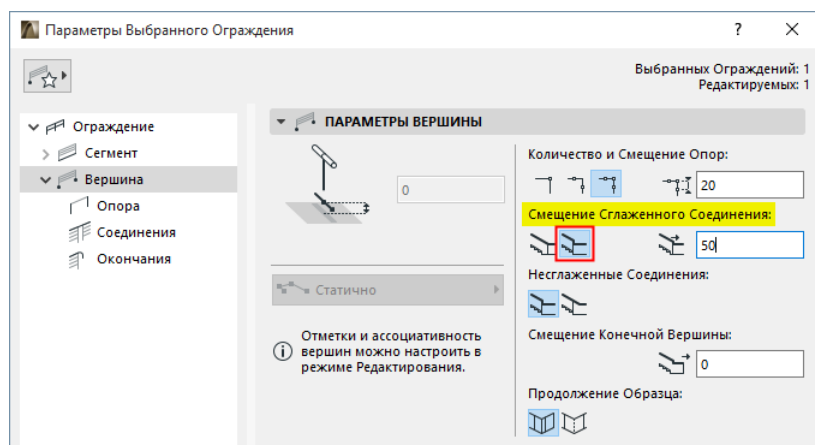 Параметры Выбранного Ограждения
?
Выбранных Ограждений: 1
Редактируемых: 1
Ограждение
Сегмент
Вершина
Опора
Соединения
Окончания
ПАРАМЕТРЫ ВЕРШИНЫ
0
Статично
Отметки и ассоциативность
вершин можно настроить в
режиме Редактирования.
Количество и Смещение Опор:
20
Смещение Сглаженного Соединения:
50
Несглаженные Соединения:
Смещение Конечной Вершины:
0
Продолжение Образца: